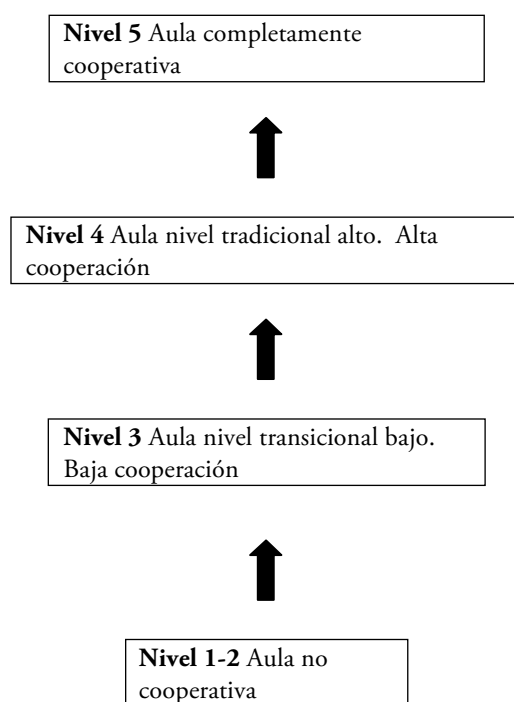 Nivel 5 Aula completamente
cooperativa
Nivel 4 Aula nivel tradicional alto. Alta
cooperación
Nivel 3 Aula nivel transicional bajo.
Baja cooperación
Nivel 1-2 Aula no
cooperativa